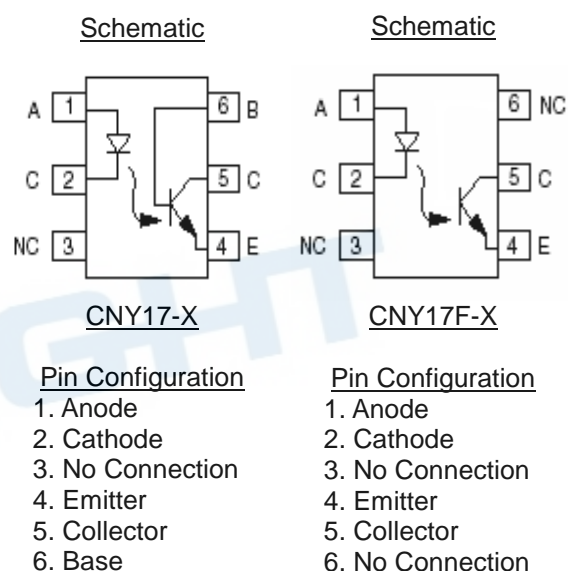 Schematic
A 1 6 B
C 2 5 C
NC 3 4 E
CNY17-X
Pin Configuration
1. Anode
2. Cathode
3. No Connection
4. Emitter
5. Collector
6. Base
Schematic
A 1 6 NC
C 2 5 C
NC 3 4 E
CNY17F-X
Pin Configuration
1. Anode
2. Cathode
3. No Connection
4. Emitter
5. Collector
6. No Connection
GHT